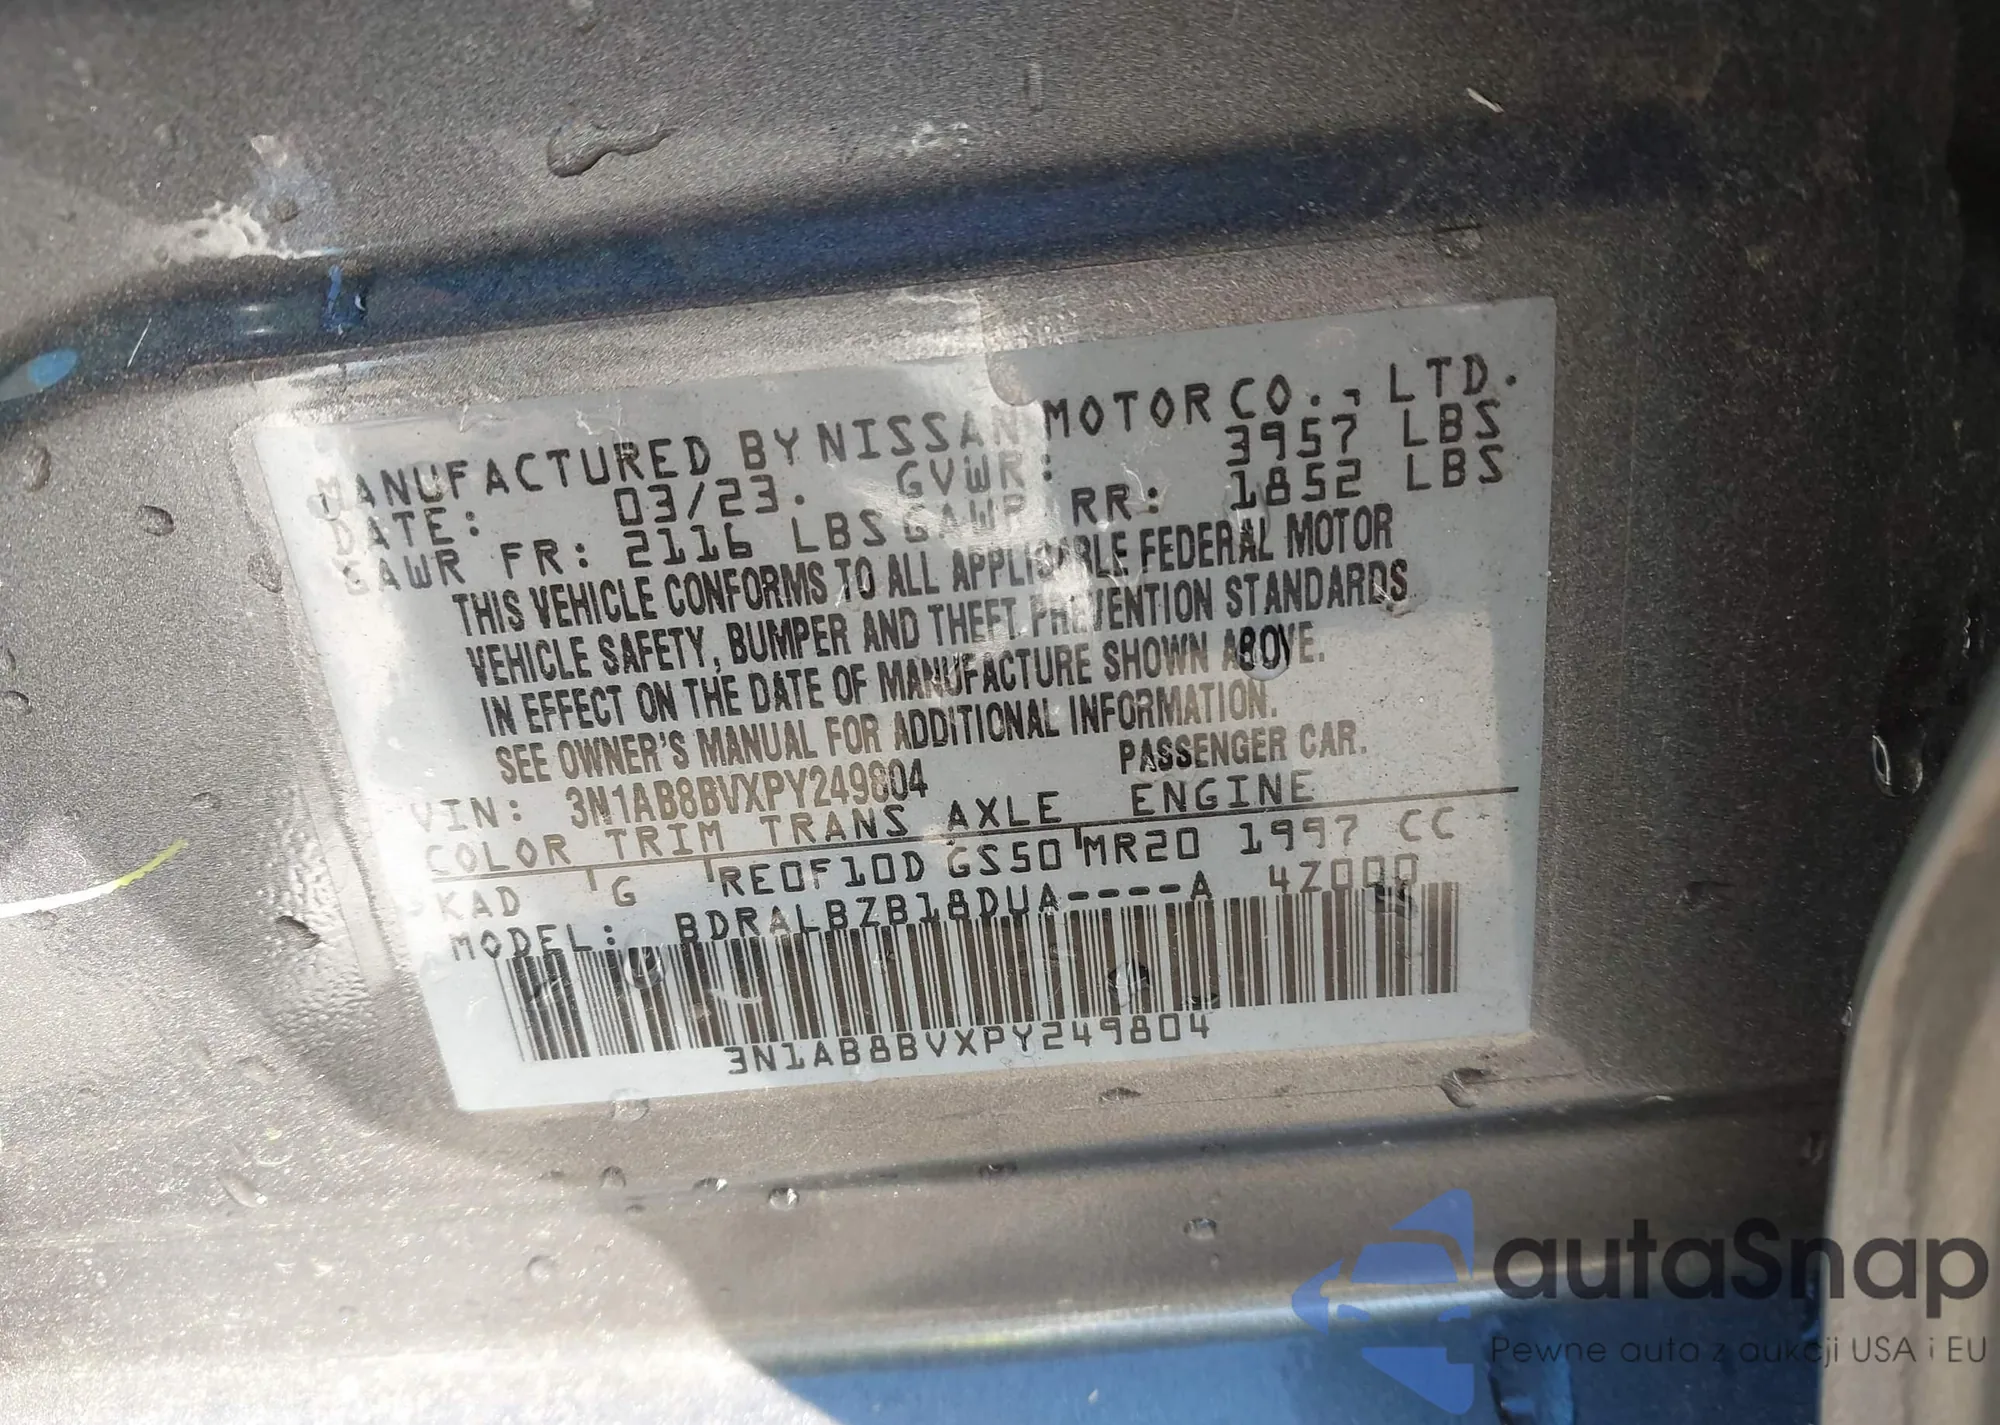 MANUFACTURED BY NISSAN MOTOR CO., LTD.
DATE: 03/23. GVWR: 3957 LBS
GAWR FR: 2116 LBS GAWR RR: 1852 LBS
THIS VEHICLE CONFORMS TO ALL APPLICABLE FEDERAL MOTOR
VEHICLE SAFETY, BUMPER AND THEFT PREVENTION STANDARDS
IN EFFECT ON THE DATE OF MANUFACTURE SHOWN ABOVE.
SEE OWNER'S MANUAL FOR ADDITIONAL INFORMATION.
VIN: 3N1AB8BVXPY249804 PASSENGER CAR.
COLOR TRIM TRANS AXLE ENGINE
KAD G RE0F10D GS50 MR20 1997 CC
MODEL: BDRALBZB18DUA----A 4Z000
3N1AB8BVXPY249804
autaSnap
Pewne auta z aukcji USA i EU